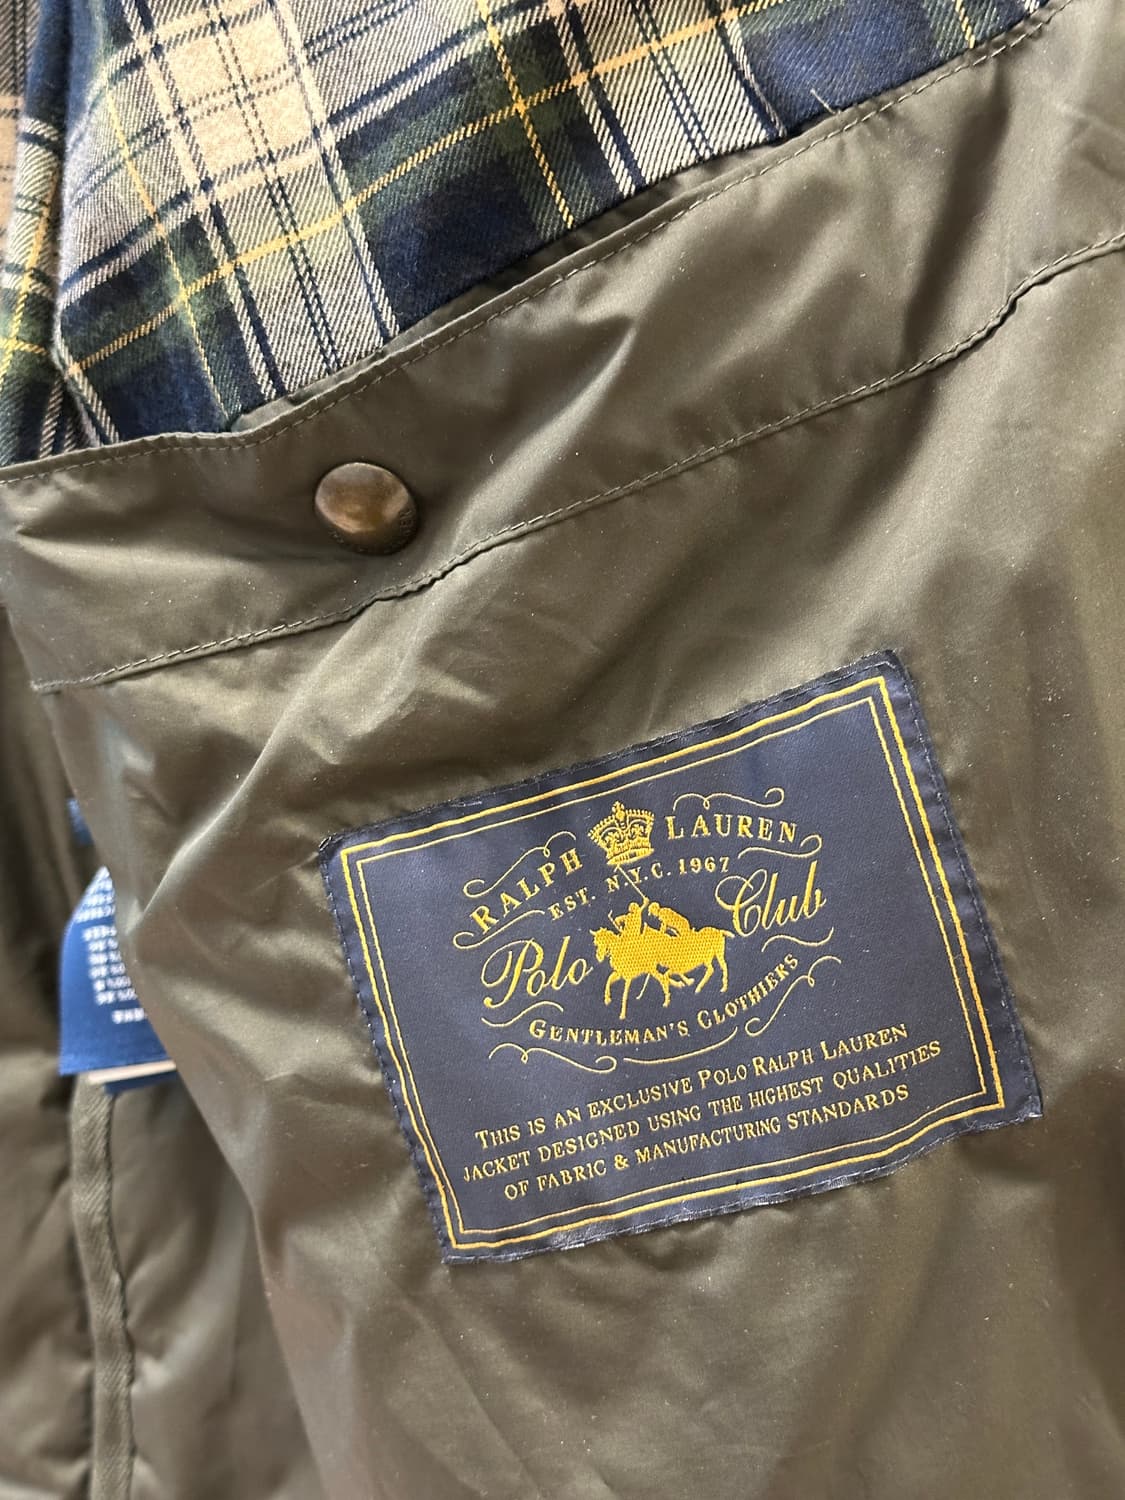 RALPH LAUREN
EST. N.Y.C. 1967
Polo Club
GENTLEMAN'S CLOTHIERS
THIS IS AN EXCLUSIVE POLO RALPH LAUREN
JACKET DESIGNED USING THE HIGHEST QUALITIES
OF FABRIC & MANUFACTURING STANDARDS